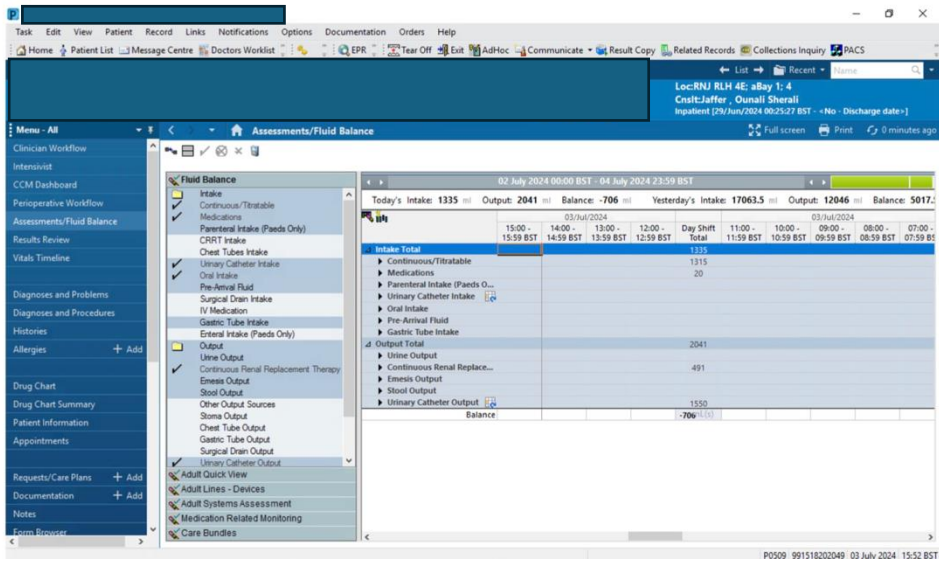 P
Task Edit View Patient Record Links Notifications Options Documentation Orders Help
Home Patient List Message Centre Doctors Worklist EPR Tear Off Exit AdHoc Communicate Result Copy Related Records Collections Inquiry PACS
List Recent Name
Loc:RNJ RLH 4E; aBay 1; 4
Cnslt:Jaffer , Ounali Sherali
Inpatient [29/Jun/2024 00:25:27 BST - <No - Discharge date>]
Menu - All
Assessments/Fluid Balance
Full screen Print 0 minutes ago
Clinician Workflow
Intensivist
CCM Dashboard
Perioperative Workflow
Assessments/Fluid Balance
Results Review
Vitals Timeline
Diagnoses and Problems
Diagnoses and Procedures
Histories
Allergies + Add
Drug Chart
Drug Chart Summary
Patient Information
Appointments
Requests/Care Plans + Add
Documentation + Add
Notes
Form Browser
Fluid Balance
Intake
Continuous/Titratable
Medications
Parenteral Intake (Paeds Only)
CRRT Intake
Chest Tubes Intake
Urinary Catheter Intake
Oral Intake
Pre-Arrival Fluid
Surgical Drain Intake
IV Medication
Gastric Tube Intake
Enteral Intake (Paeds Only)
Output
Urine Output
Continuous Renal Replacement Therapy
Emesis Output
Stool Output
Other Output Sources
Stoma Output
Chest Tube Output
Gastric Tube Output
Surgical Drain Output
Urinary Catheter Output
Adult Quick View
Adult Lines - Devices
Adult Systems Assessment
Medication Related Monitoring
Care Bundles
02 July 2024 00:00 BST - 04 July 2024 23:59 BST
Today's Intake: 1335 ml Output: 2041 ml Balance: -706 ml Yesterday's Intake: 17063.5 ml Output: 12046 ml Balance: 5017.
03/Jul/2024 03/Jul/2024
15:00 - 14:00 - 13:00 - 12:00 - Day Shift 11:00 - 10:00 - 09:00 - 08:00 - 07:00 -
15:59 BST 14:59 BST 13:59 BST 12:59 BST Total 11:59 BST 10:59 BST 09:59 BST 08:59 BST 07:59 BS
Intake Total 1335
Continuous/Titratable 1315
Medications 20
Parenteral Intake (Paeds O...
Urinary Catheter Intake
Oral Intake
Pre-Arrival Fluid
Gastric Tube Intake
Output Total 2041
Urine Output
Continuous Renal Replace... 491
Emesis Output
Stool Output
Urinary Catheter Output 1550
Balance -706
P0509 991518202049 03 July 2024 15:52 BST